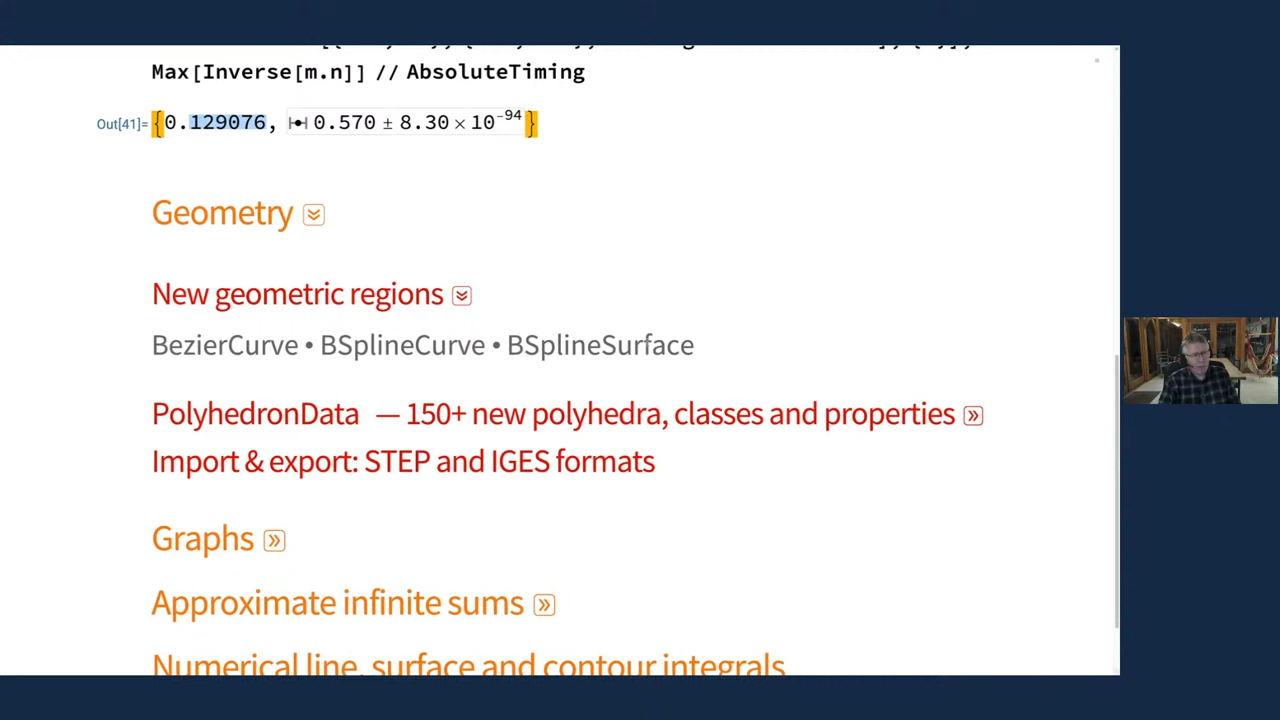 Max[Inverse[m.n]] // AbsoluteTiming
Out[41]= {0.129076, 0.570 ± 8.30 × 10^-94}
Geometry
New geometric regions
BezierCurve • BSplineCurve • BSplineSurface
PolyhedronData — 150+ new polyhedra, classes and properties
Import & export: STEP and IGES formats
Graphs
Approximate infinite sums
Numerical line, surface and contour integrals